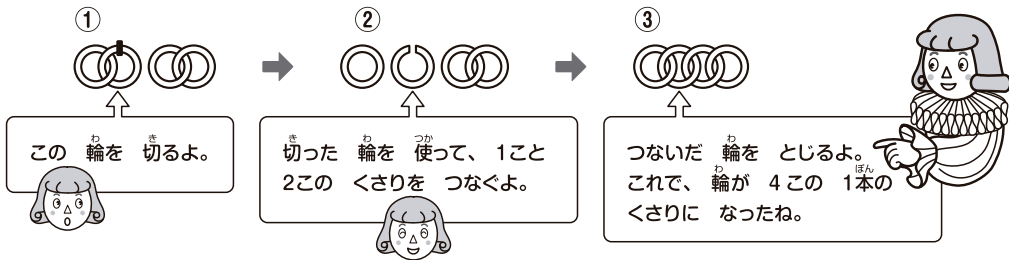 ①
②
③
この 輪を 切るよ。
切った 輪を 使って、 1こと
2この くさりを つなぐよ。
つないだ 輪を とじるよ。
これで、 輪が 4この 1本の
くさりに なったね。